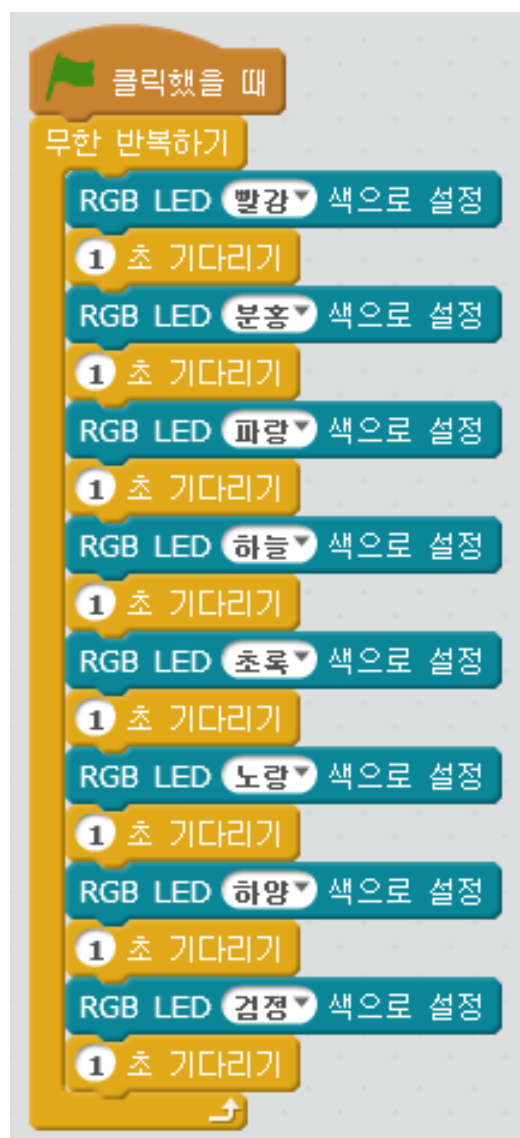 클릭했을 때
무한 반복하기
RGB LED 빨강 색으로 설정
1 초 기다리기
RGB LED 분홍 색으로 설정
1 초 기다리기
RGB LED 파랑 색으로 설정
1 초 기다리기
RGB LED 하늘 색으로 설정
1 초 기다리기
RGB LED 초록 색으로 설정
1 초 기다리기
RGB LED 노랑 색으로 설정
1 초 기다리기
RGB LED 하양 색으로 설정
1 초 기다리기
RGB LED 검정 색으로 설정
1 초 기다리기